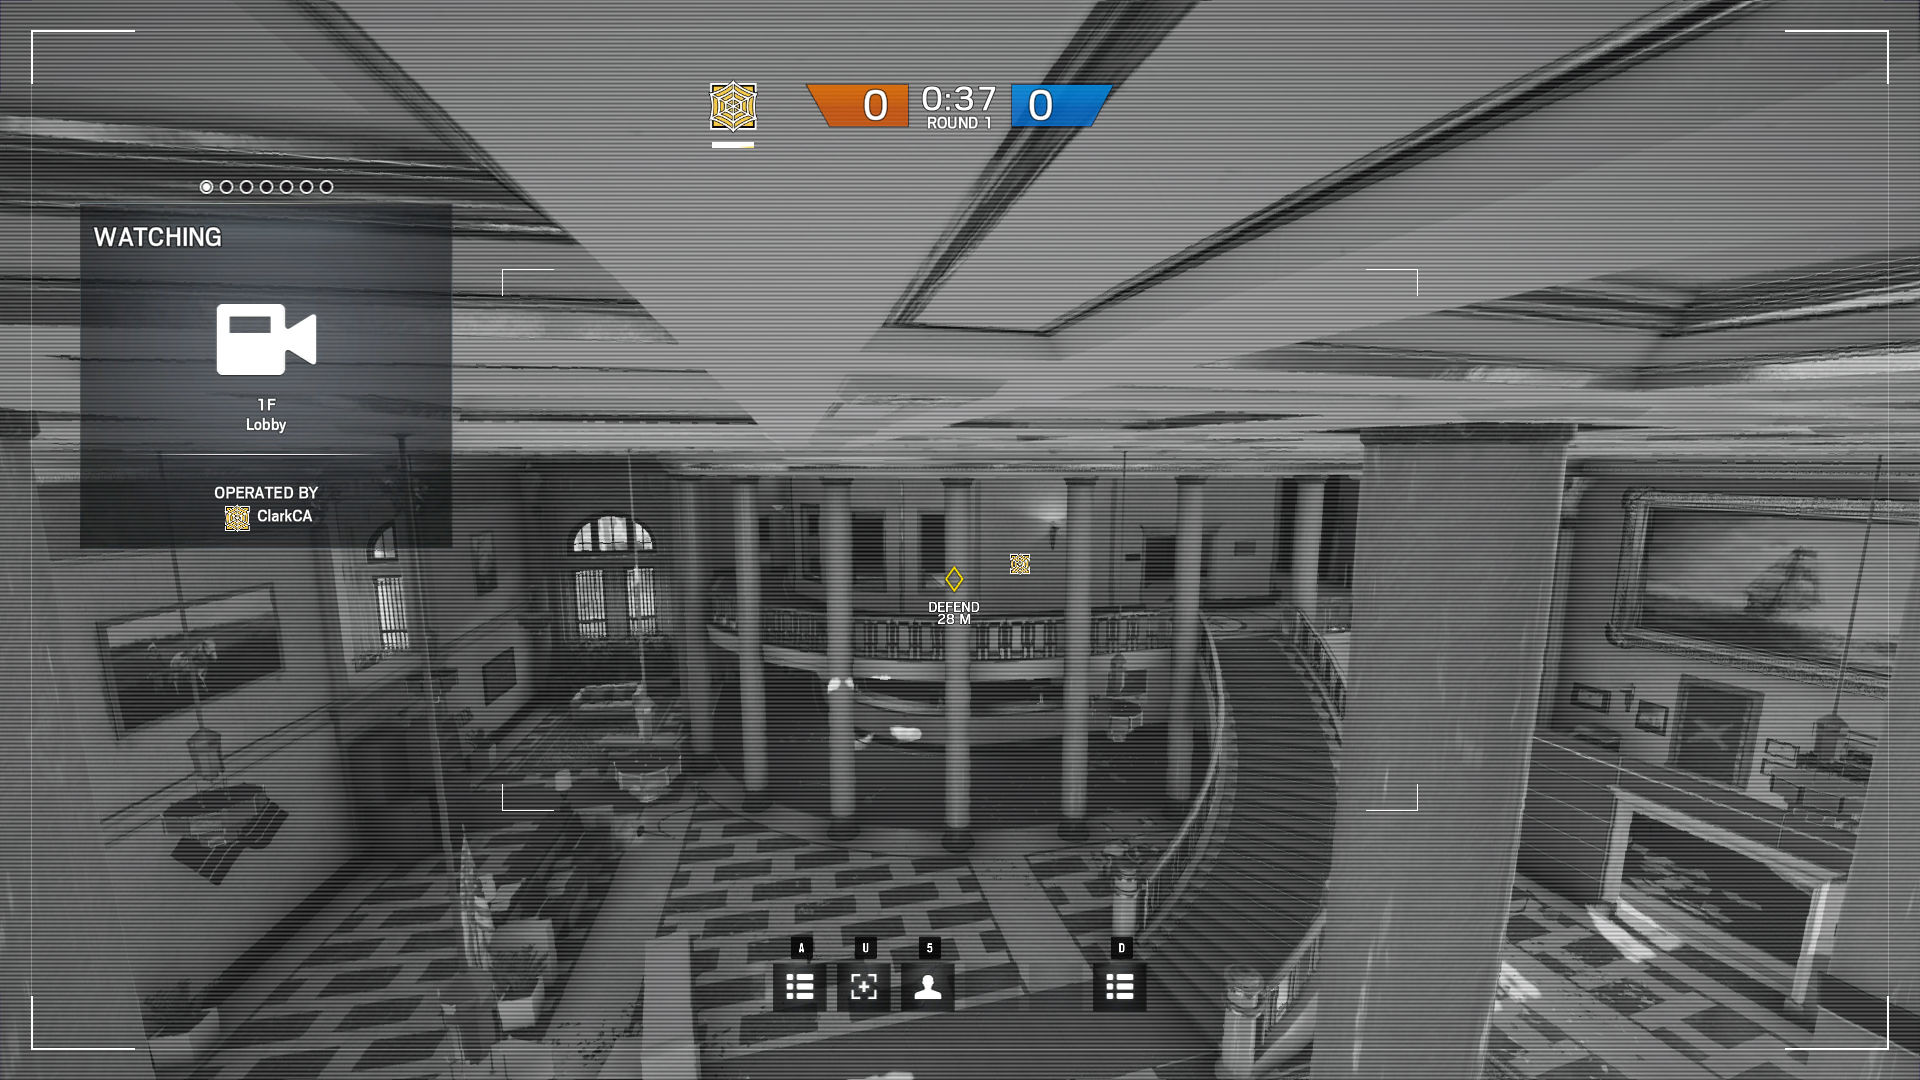 0
0:37
0
ROUND 1
WATCHING
1F
Lobby
OPERATED BY
ClarkCA
DEFEND
28 M
A
U
5
D